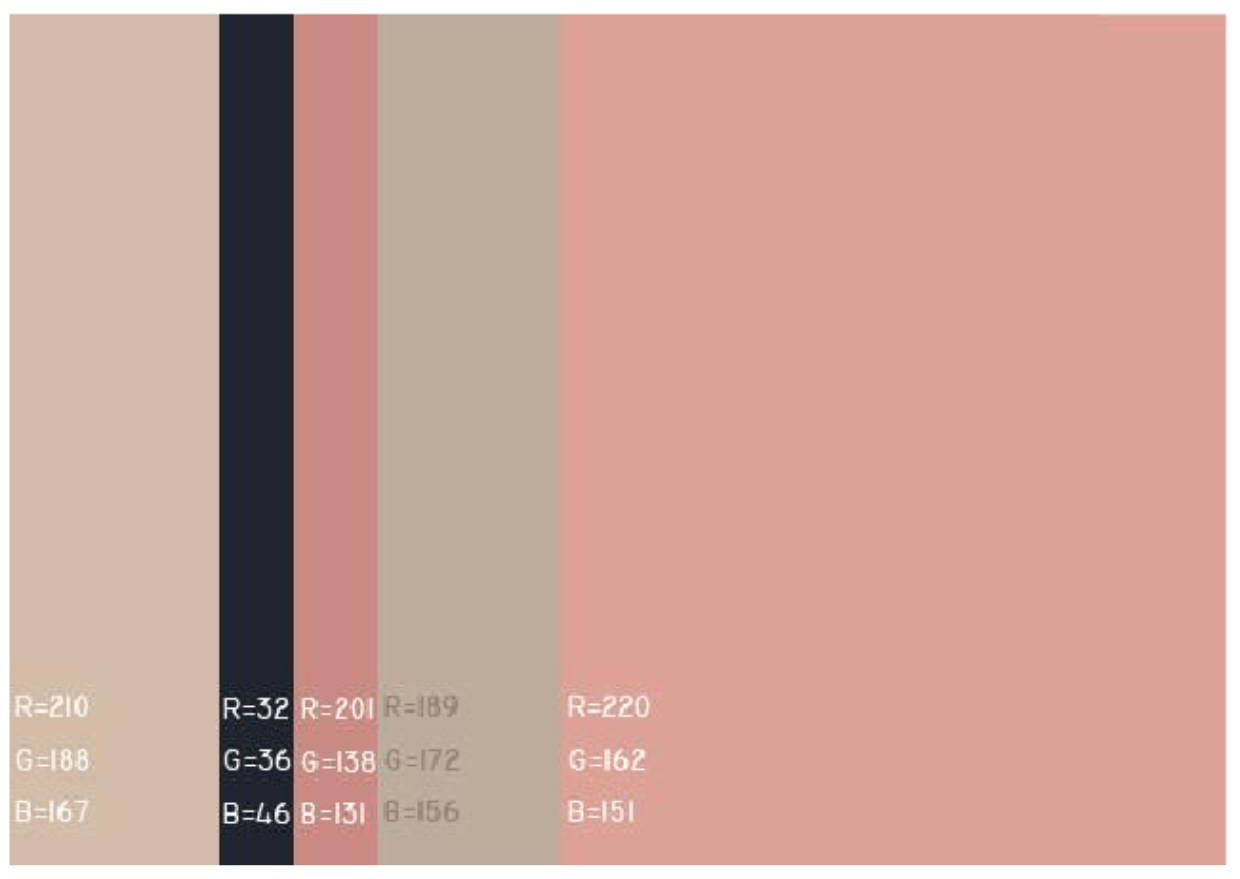 R=210
G=188
B=167
R=32
G=36
B=46
R=201
G=138
B=131
R=189
G=172
B=156
R=220
G=162
B=151